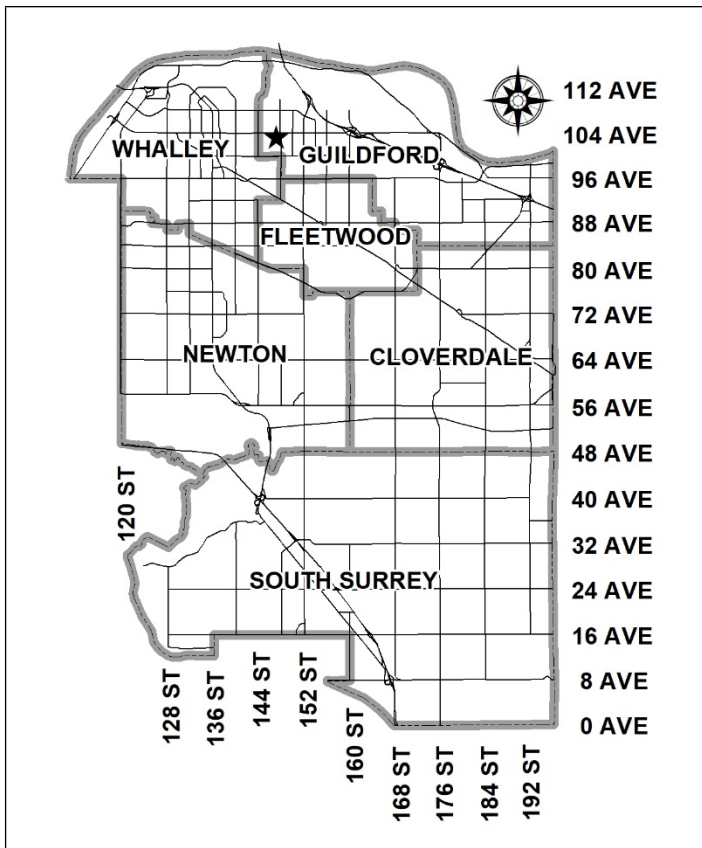 112 AVE
104 AVE
WHALLEY
GUILDFORD
96 AVE
88 AVE
FLEETWOOD
80 AVE
72 AVE
NEWTON
CLOVERDALE
64 AVE
56 AVE
48 AVE
120 ST
40 AVE
32 AVE
SOUTH SURREY
24 AVE
16 AVE
128 ST
136 ST
144 ST
152 ST
160 ST
8 AVE
0 AVE
168 ST
176 ST
184 ST
192 ST